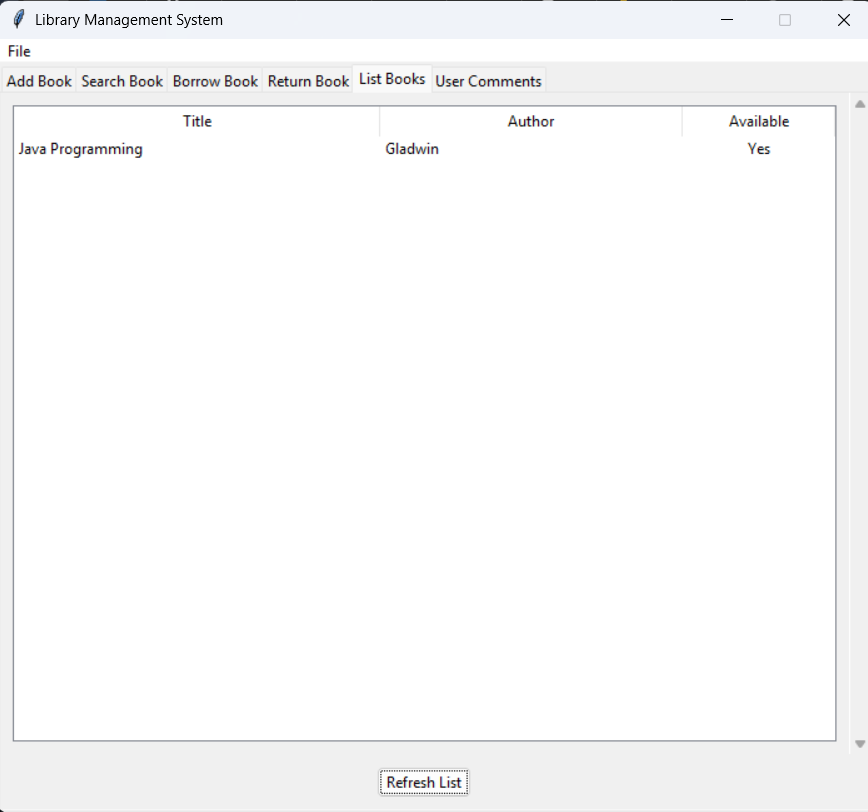 Library Management System
File
Add Book Search Book Borrow Book Return Book List Books User Comments
Title Author Available
Java Programming Gladwin Yes
Refresh List